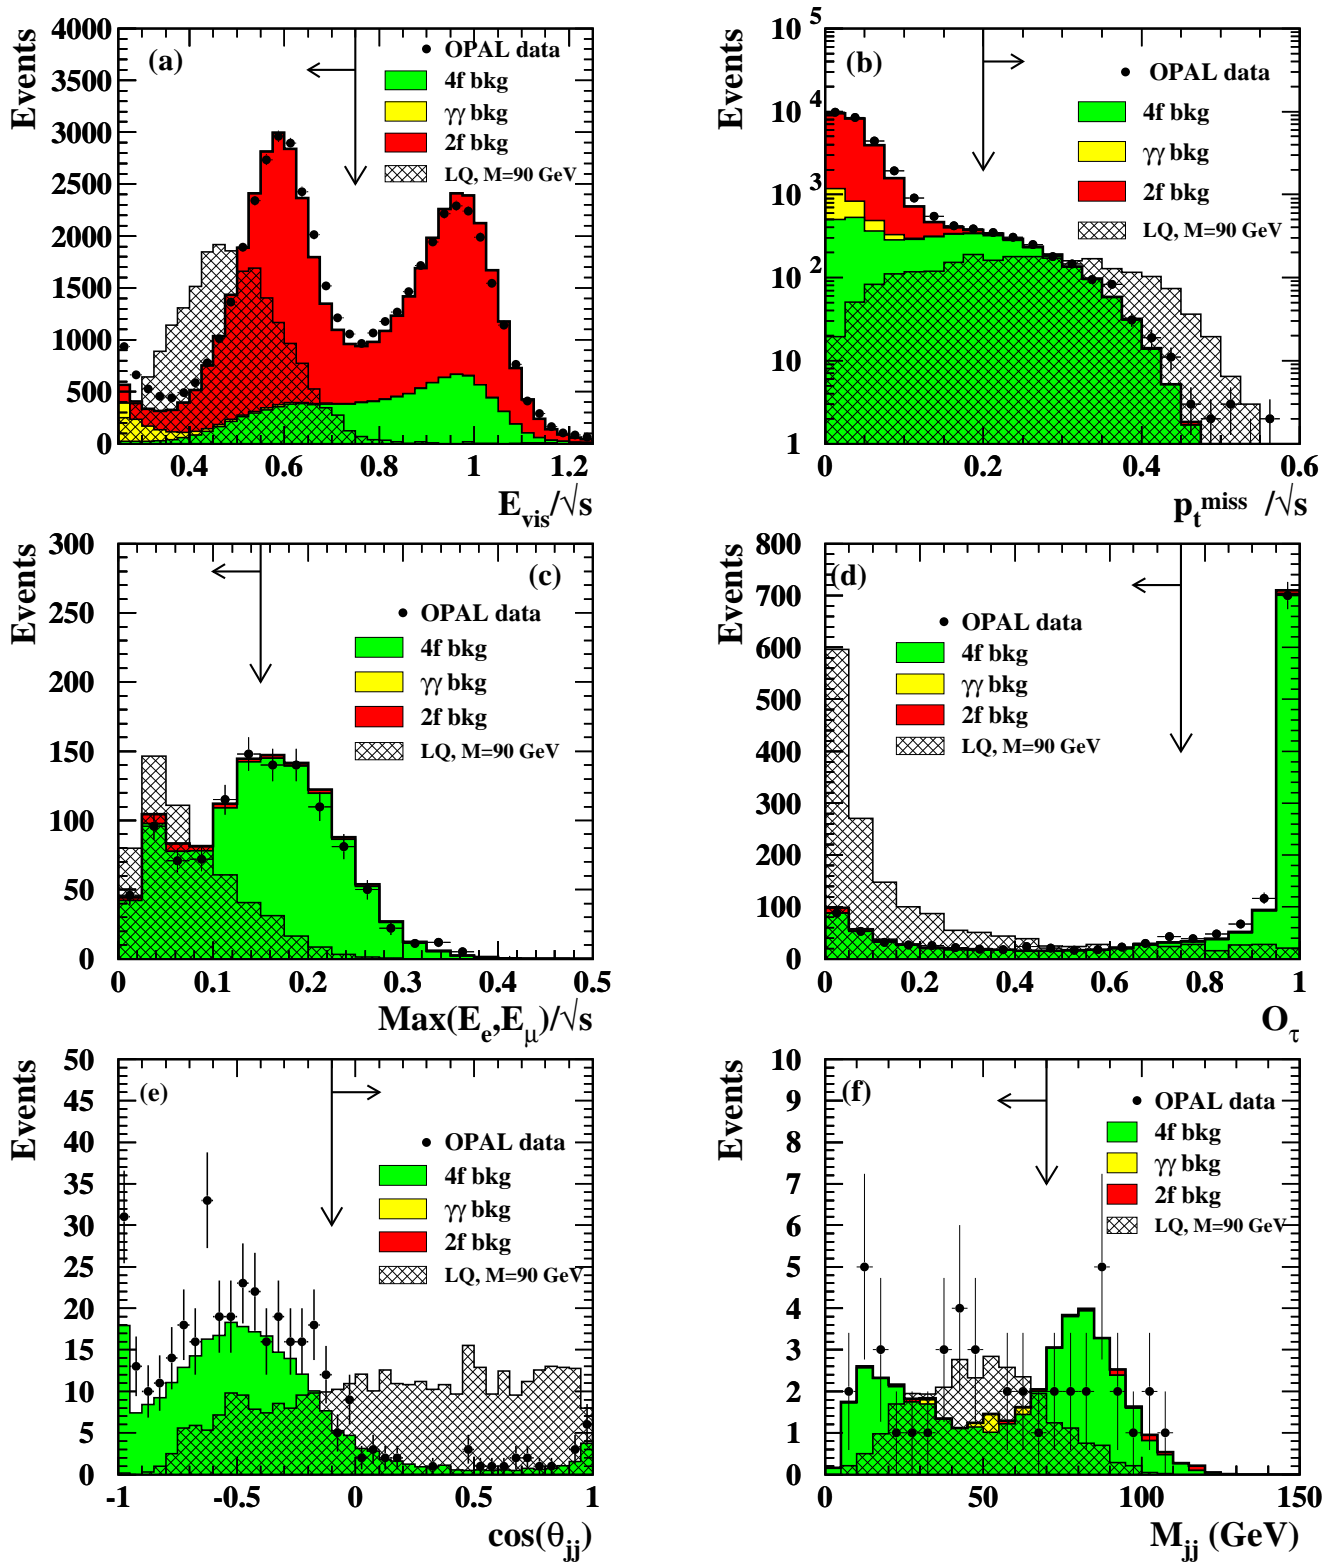 Events
4000
3500
3000
2500
2000
1500
1000
500
0
(a)
OPAL data
4f bkg
γγ bkg
2f bkg
LQ, M=90 GeV
0.4 0.6 0.8 1 1.2
E_vis/√s
Events
10^5
10^4
10^3
10^2
10
1
(b)
OPAL data
4f bkg
γγ bkg
2f bkg
LQ, M=90 GeV
0 0.2 0.4 0.6
p_t^miss /√s
Events
300
250
200
150
100
50
0
(c)
OPAL data
4f bkg
γγ bkg
2f bkg
LQ, M=90 GeV
0 0.1 0.2 0.3 0.4 0.5
Max(E_e,E_μ)/√s
Events
800
700
600
500
400
300
200
100
0
(d)
OPAL data
4f bkg
γγ bkg
2f bkg
LQ, M=90 GeV
0 0.2 0.4 0.6 0.8 1
O_τ
Events
50
45
40
35
30
25
20
15
10
5
0
(e)
OPAL data
4f bkg
γγ bkg
2f bkg
LQ, M=90 GeV
-1 -0.5 0 0.5 1
cos(θ_jj)
Events
10
9
8
7
6
5
4
3
2
1
0
(f)
OPAL data
4f bkg
γγ bkg
2f bkg
LQ, M=90 GeV
0 50 100 150
M_jj (GeV)